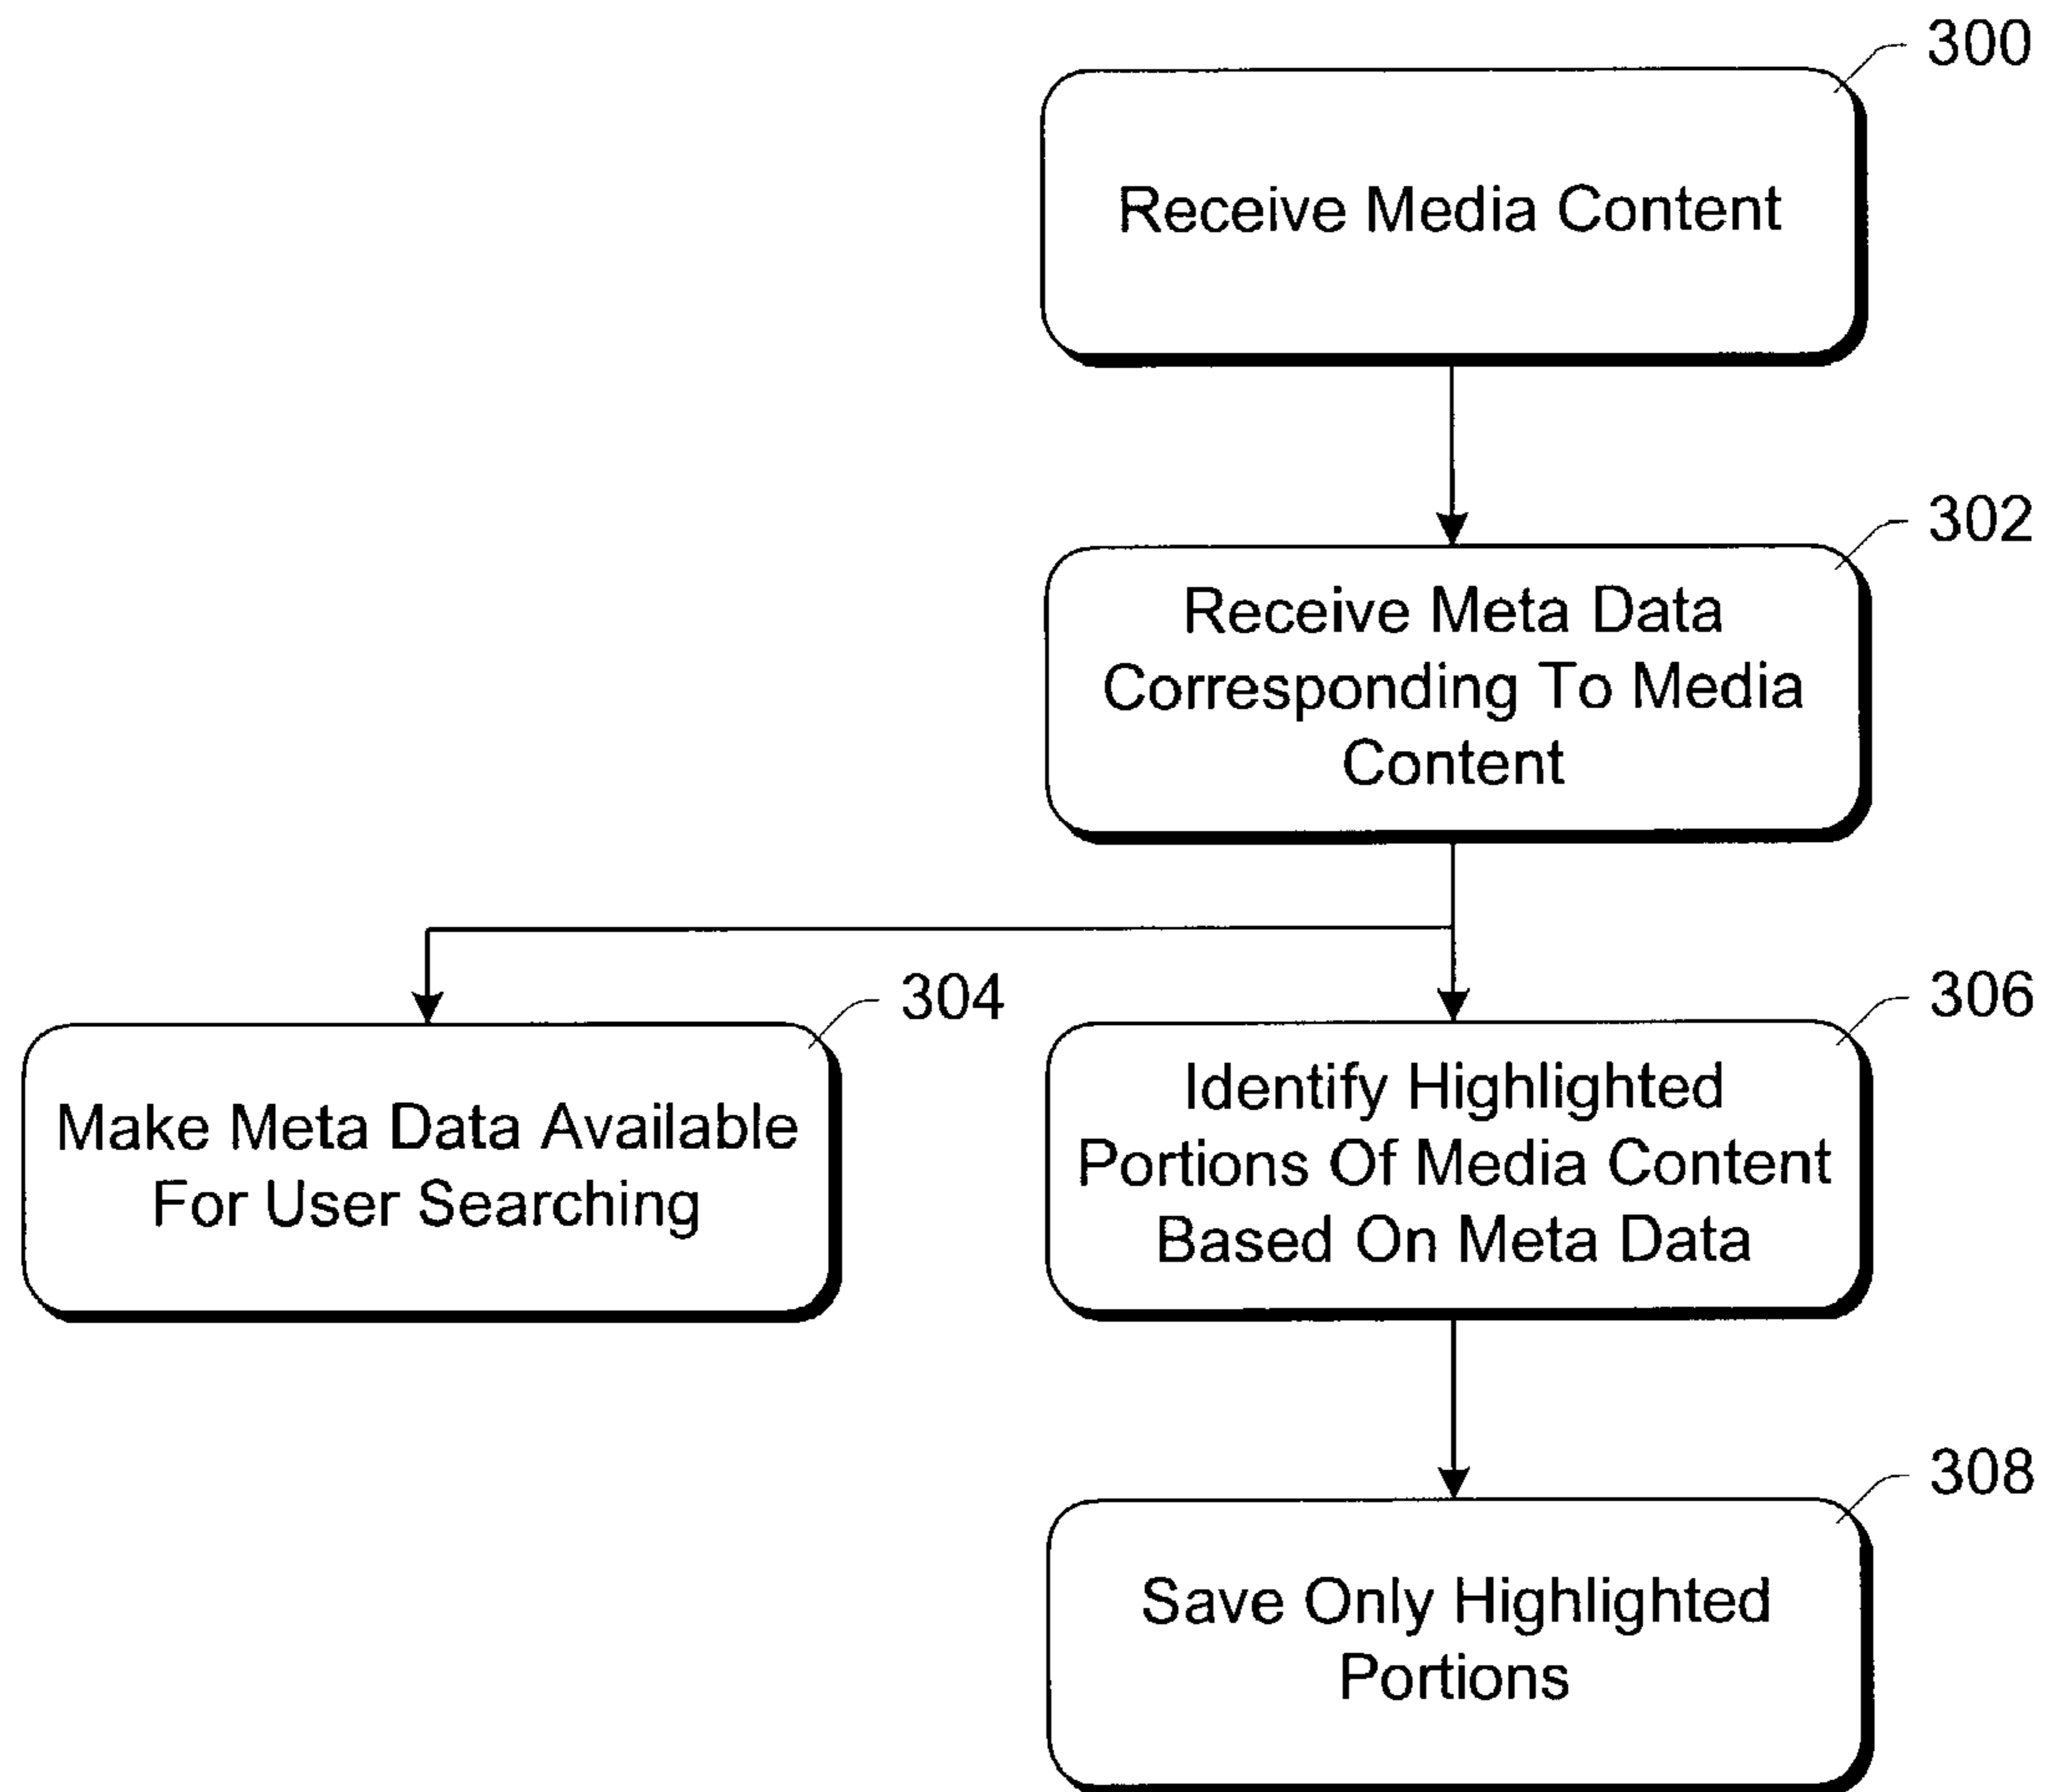 300
Receive Media Content
302
Receive Meta Data
Corresponding To Media
Content
304
Make Meta Data Available
For User Searching
306
Identify Highlighted
Portions Of Media Content
Based On Meta Data
308
Save Only Highlighted
Portions